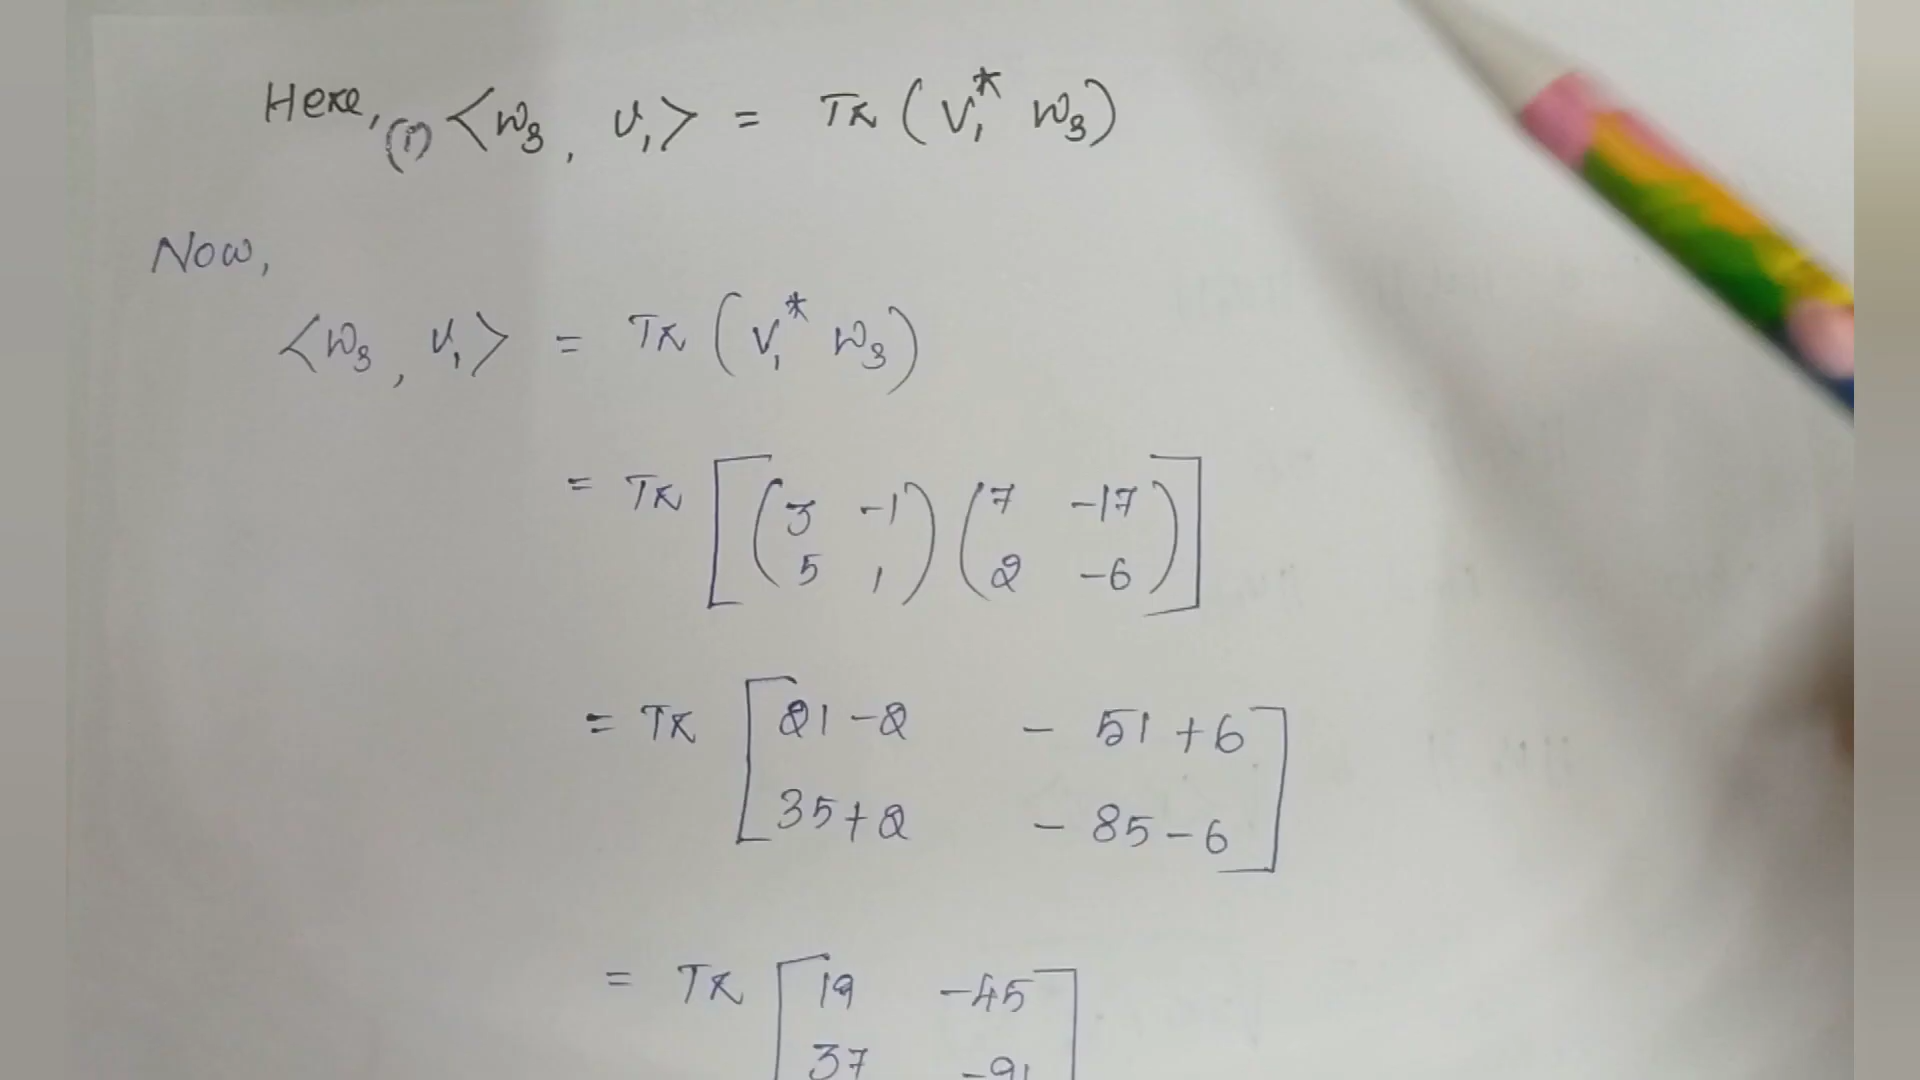 Here, (1) <w₃, v₁> = Tr (v₁* w₃)
Now,
<w₃, v₁> = Tr (v₁* w₃)
= Tr [(3 -1) (7 -17)]
[(5 1) (2 -6)]
= Tr [21-2 - 51+6]
[35+2 - 85-6]
= Tr [19 -45]
[37 -91]